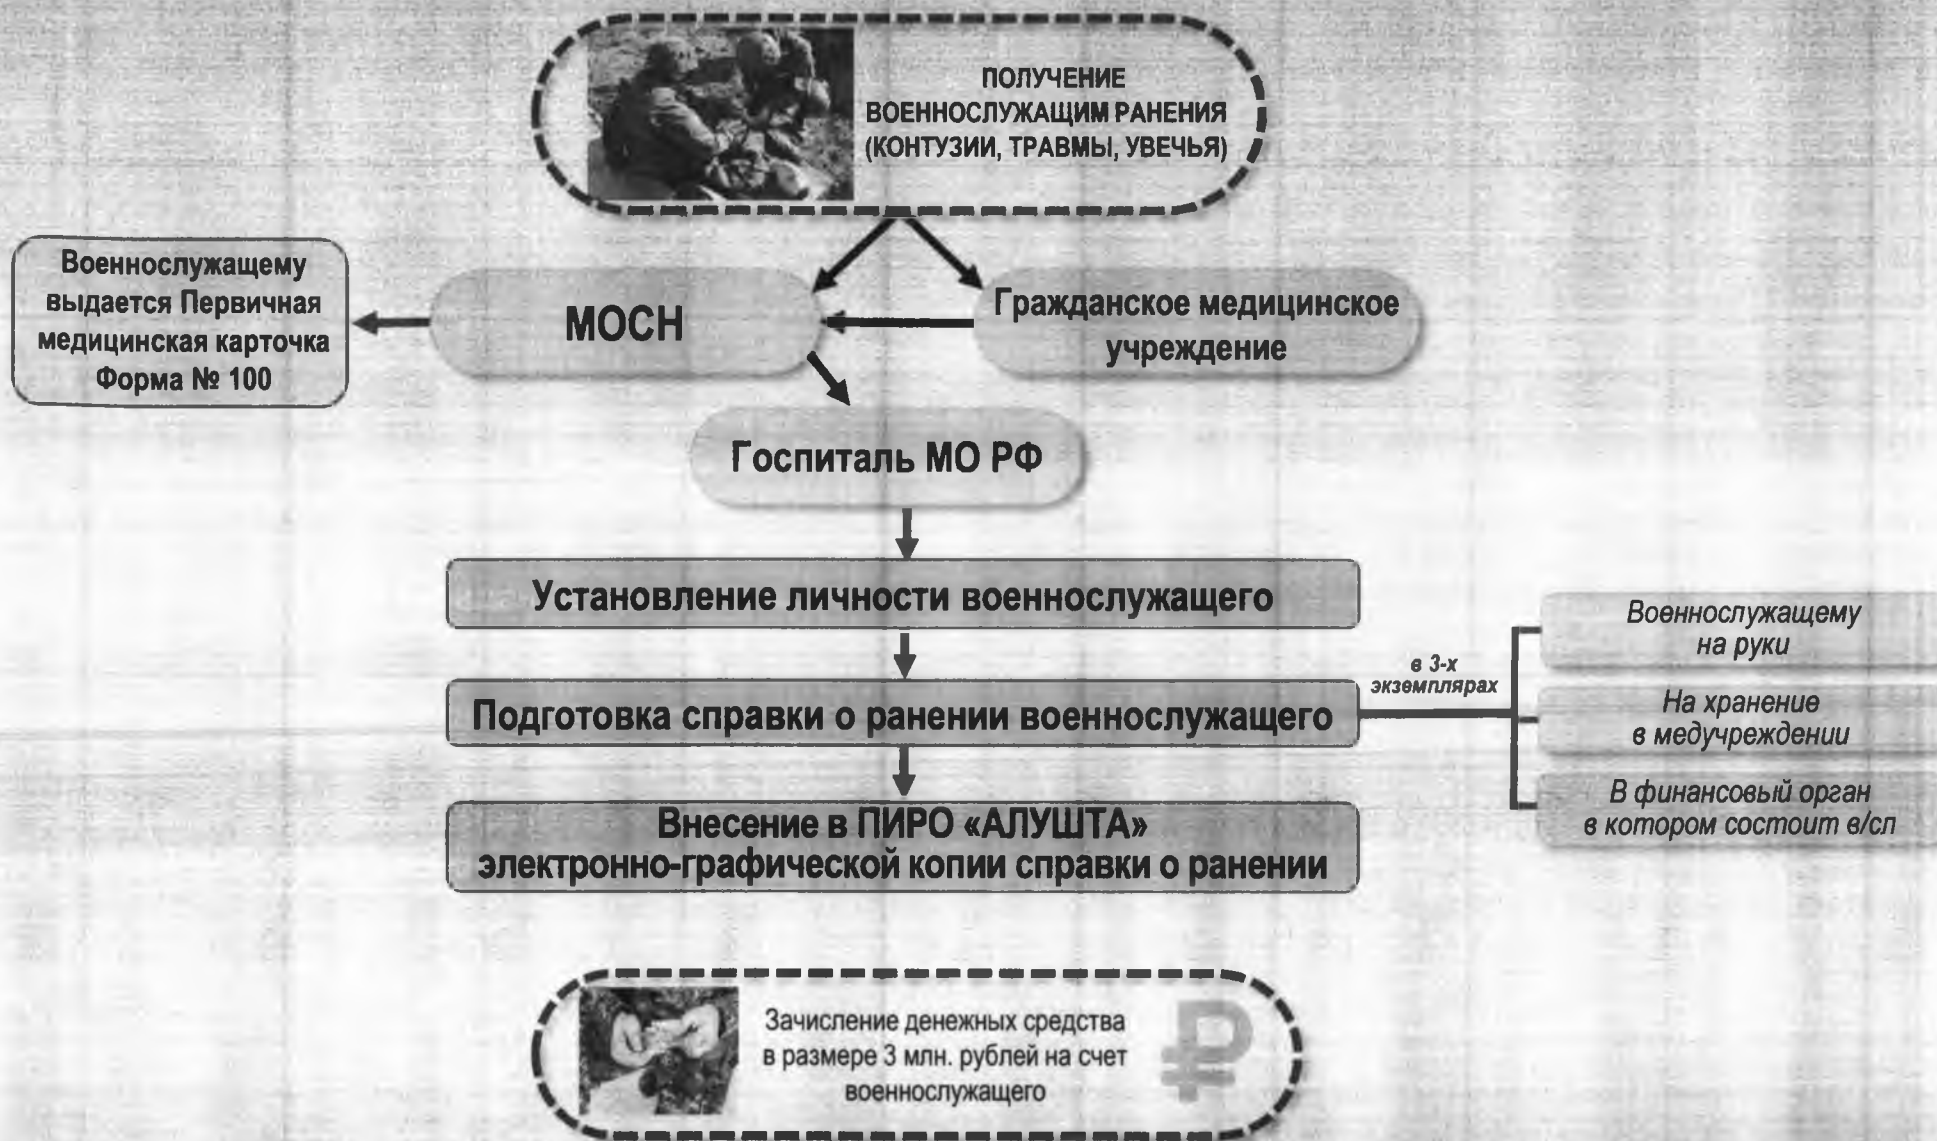 ПОЛУЧЕНИЕ
ВОЕННОСЛУЖАЩИМ РАНЕНИЯ
(КОНТУЗИИ, ТРАВМЫ, УВЕЧЬЯ)
Военнослужащему
выдается Первичная
медицинская карточка
Форма № 100
МОСН
Гражданское медицинское
учреждение
Госпиталь МО РФ
Установление личности военнослужащего
Подготовка справки о ранении военнослужащего
в 3-х
экземплярах
Военнослужащему
на руки
На хранение
в медучреждении
В финансовый орган
в котором состоит в/сл
Внесение в ПИРО «АЛУШТА»
электронно-графической копии справки о ранении
Зачисление денежных средства
в размере 3 млн. рублей на счет
военнослужащего
₽